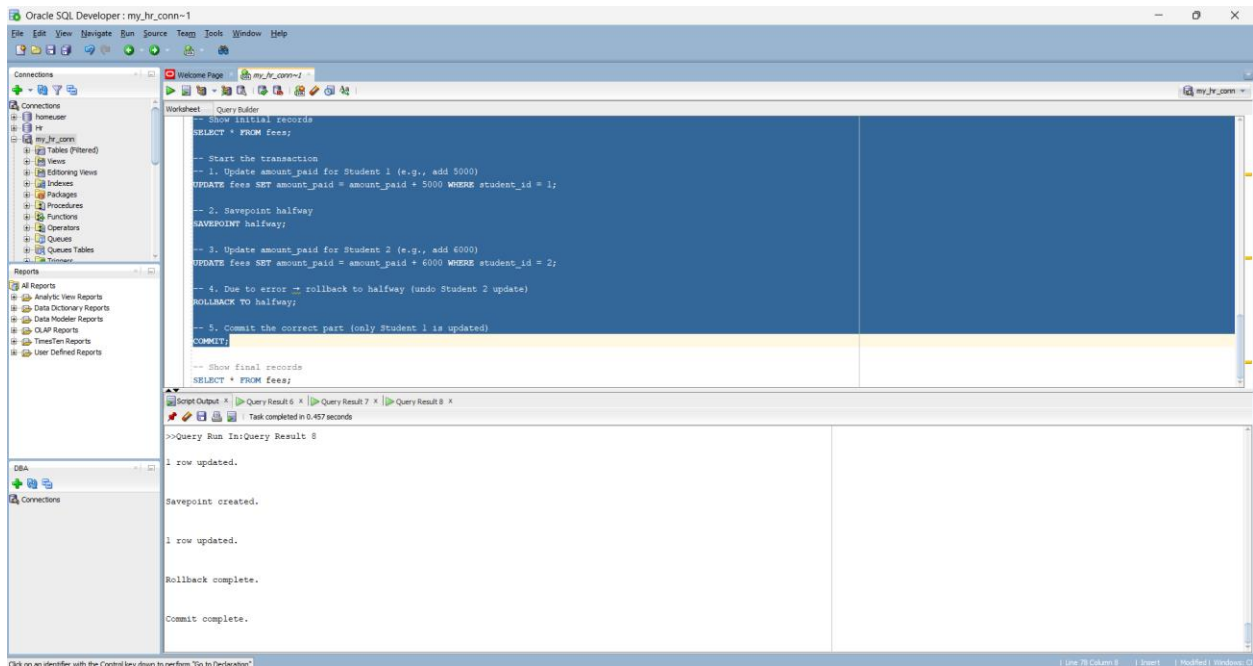 Oracle SQL Developer : my_hr_conn~1
File Edit View Navigate Run Source Team Tools Window Help
Connections
Connections
homeuser
Hr
my_hr_conn
Tables (Filtered)
Views
Editioning Views
Indexes
Packages
Procedures
Functions
Operators
Queues
Queues Tables
Triggers
Reports
All Reports
Analytic View Reports
Data Dictionary Reports
Data Modeler Reports
OLAP Reports
TimesTen Reports
User Defined Reports
DBA
Connections
Welcome Page my_hr_conn~1
my_hr_conn
Worksheet Query Builder
-- Show initial records
SELECT * FROM fees;
-- Start the transaction
-- 1. Update amount_paid for Student 1 (e.g., add 5000)
UPDATE fees SET amount_paid = amount_paid + 5000 WHERE student_id = 1;
-- 2. Savepoint halfway
SAVEPOINT halfway;
-- 3. Update amount_paid for Student 2 (e.g., add 6000)
UPDATE fees SET amount_paid = amount_paid + 6000 WHERE student_id = 2;
-- 4. Due to error → rollback to halfway (undo Student 2 update)
ROLLBACK TO halfway;
-- 5. Commit the correct part (only Student 1 is updated)
COMMIT;
-- Show final records
SELECT * FROM fees;
Script Output x Query Result 6 x Query Result 7 x Query Result 8 x
Task completed in 0.457 seconds
>>Query Run In:Query Result 8
1 row updated.
Savepoint created.
1 row updated.
Rollback complete.
Commit complete.
Click on an identifier with the Control key down to perform "Go to Declaration"
Line 78 Column 8 Insert Modified Windows: